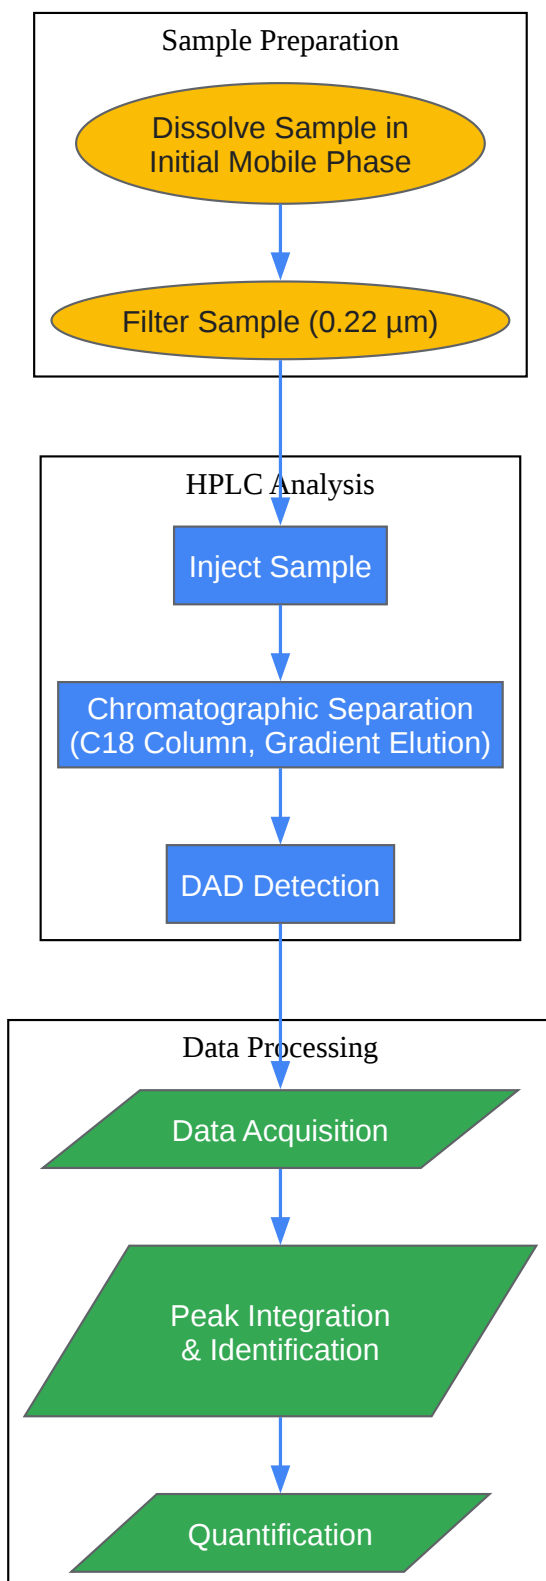 Sample Preparation
Dissolve Sample in
Initial Mobile Phase
Filter Sample (0.22 µm)
HPLC Analysis
Inject Sample
Chromatographic Separation
(C18 Column, Gradient Elution)
DAD Detection
Data Processing
Data Acquisition
Peak Integration
& Identification
Quantification